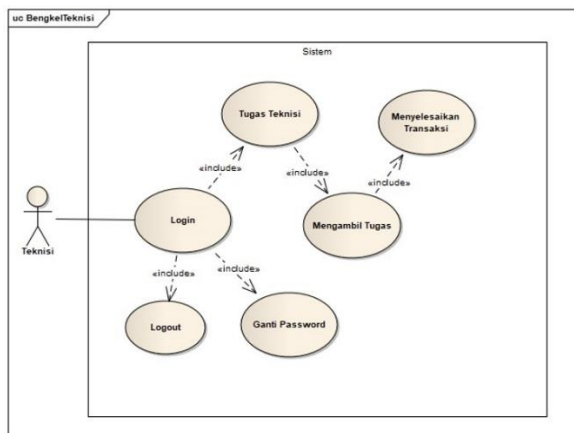 uc BengkelTeknisi
Sistem
Tugas Teknisi
Menyelesaikan
Transaksi
«include»
«include»
«include»
Login
Mengambil Tugas
Teknisi
«include»
«include»
Logout
Ganti Password